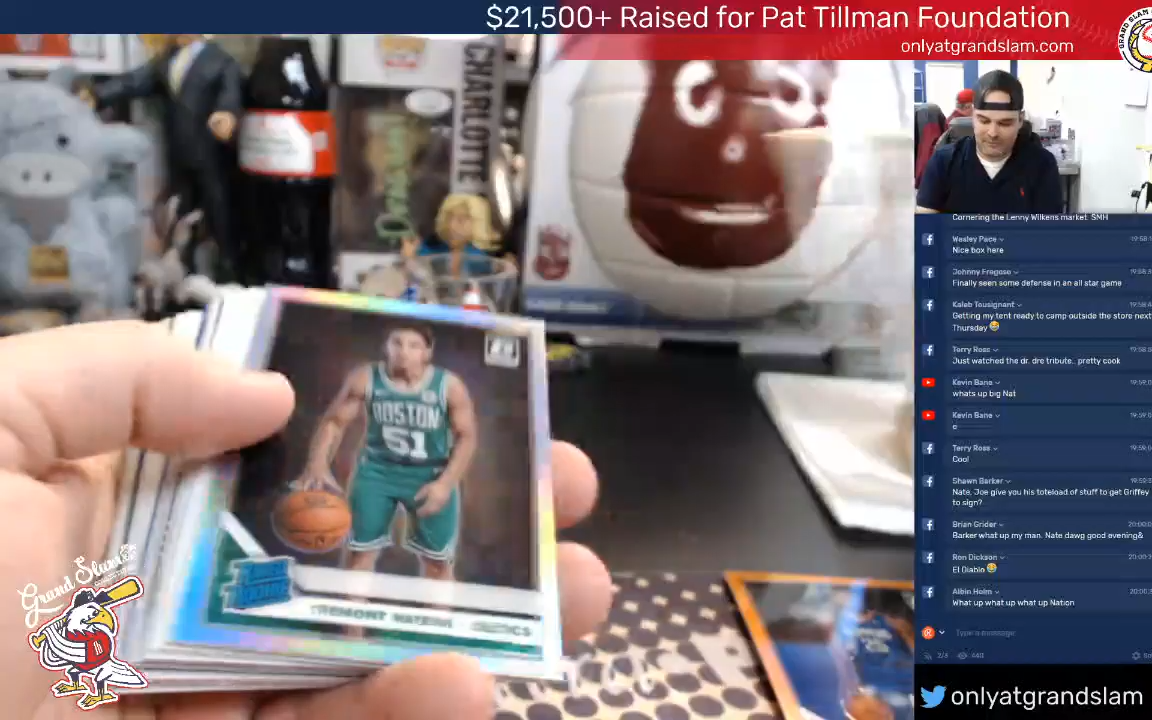 $21,500+ Raised for Pat Tillman Foundation
onlyatgrandslam.com
CHARLOTTE
BOSTON
51
TREMONT WATERS CELTICS
Grand Slam
Cornering the Lenny Wilkens market. SMH
Wesley Pace
Nice box here
Johnny Fragoso
Finally seen some defense in an all star game
Kaleb Tousignant
Getting my tent ready to camp outside the store next
Thursday 😂
Terry Ross
Just watched the dr. dre tribute.. pretty cook
Kevin Bane
whats up big Nat
Kevin Bane
e
Terry Ross
Cool
Shawn Barker
Nate, Joe give you his toteload of stuff to get Griffey
to sign?
Brian Grider
Barker what up my man. Nate dawg good evening&
Ron Dickson
El Diablo 😂
Albin Holm
What up what up what up Nation
Type a message
onlyatgrandslam